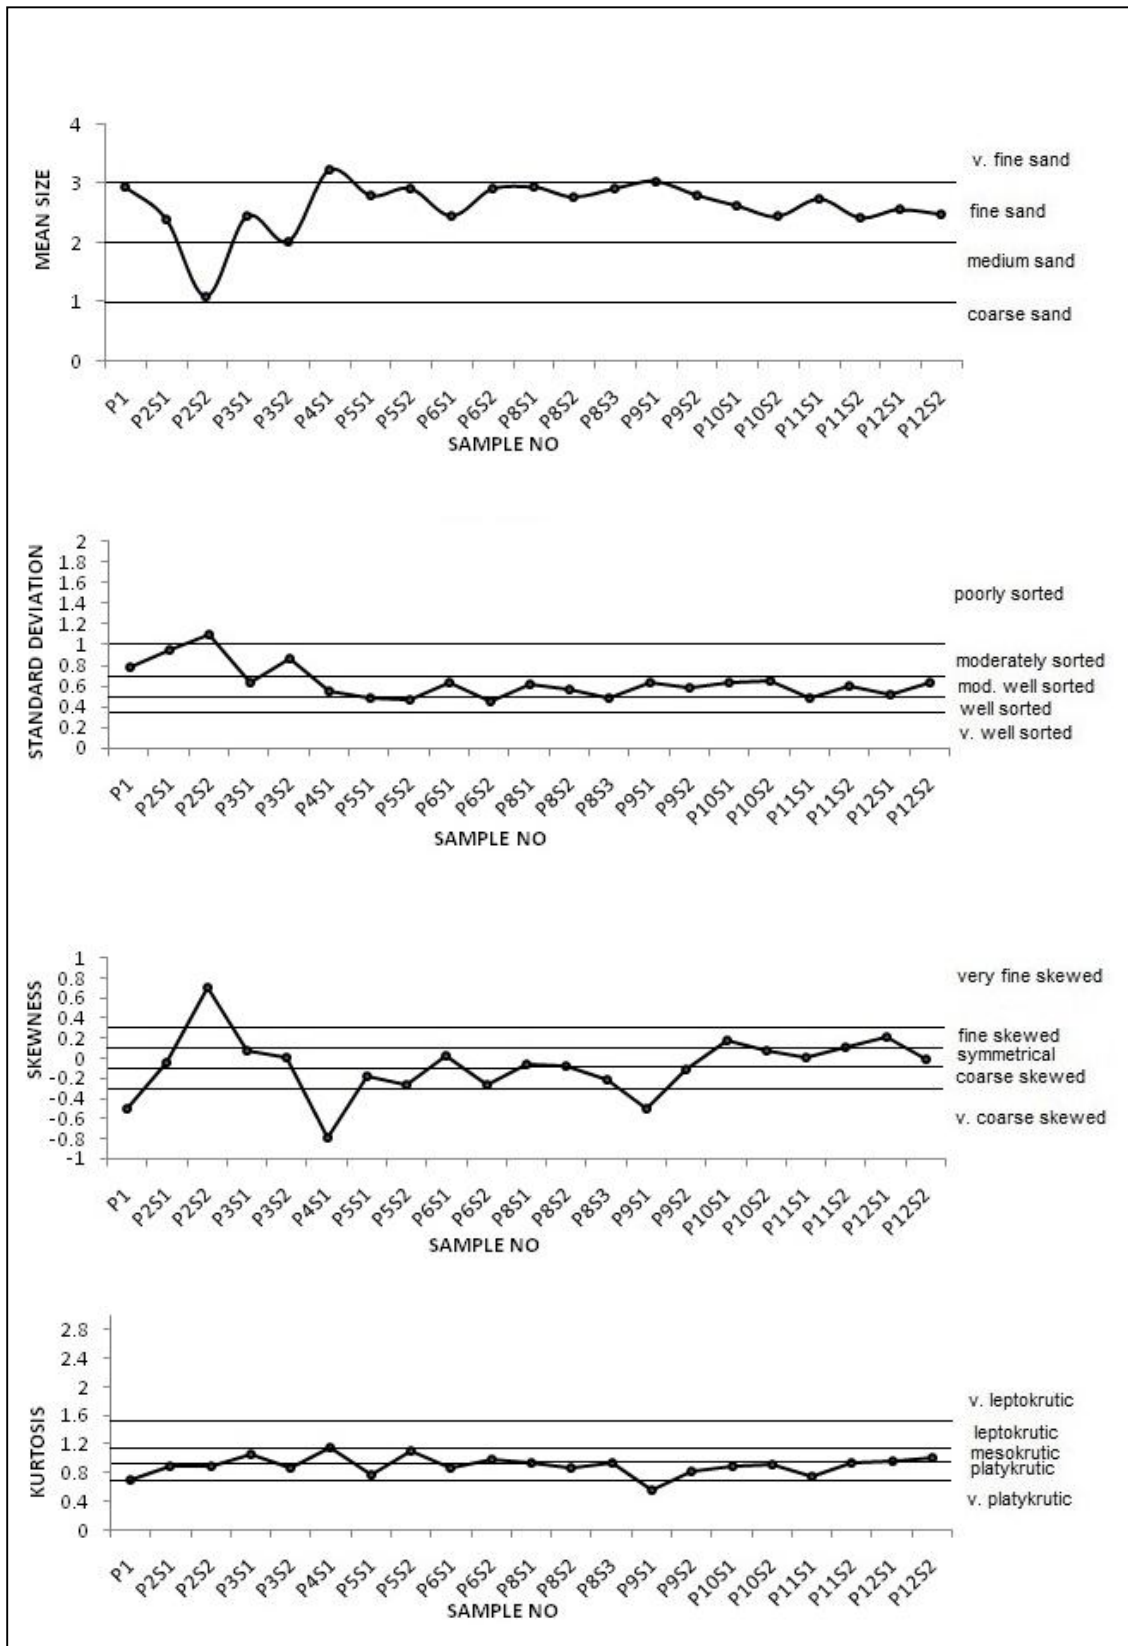 MEAN SIZE
4
3
2
1
0
v. fine sand
fine sand
medium sand
coarse sand
P1 P2S1 P2S2 P3S1 P3S2 P4S1 P5S1 P5S2 P6S1 P6S2 P8S1 P8S2 P8S3 P9S1 P9S2 P10S1 P10S2 P11S1 P11S2 P12S1 P12S2
SAMPLE NO
STANDARD DEVIATION
2
1.8
1.6
1.4
1.2
1
0.8
0.6
0.4
0.2
0
poorly sorted
moderately sorted
mod. well sorted
well sorted
v. well sorted
P1 P2S1 P2S2 P3S1 P3S2 P4S1 P5S1 P5S2 P6S1 P6S2 P8S1 P8S2 P8S3 P9S1 P9S2 P10S1 P10S2 P11S1 P11S2 P12S1 P12S2
SAMPLE NO
SKEWNESS
1
0.8
0.6
0.4
0.2
0
-0.2
-0.4
-0.6
-0.8
-1
very fine skewed
fine skewed
symmetrical
coarse skewed
v. coarse skewed
P1 P2S1 P2S2 P3S1 P3S2 P4S1 P5S1 P5S2 P6S1 P6S2 P8S1 P8S2 P8S3 P9S1 P9S2 P10S1 P10S2 P11S1 P11S2 P12S1 P12S2
SAMPLE NO
KURTOSIS
2.8
2.4
2
1.6
1.2
0.8
0.4
0
v. leptokrutic
leptokrutic
mesokrutic
platykrutic
v. platykrutic
P1 P2S1 P2S2 P3S1 P3S2 P4S1 P5S1 P5S2 P6S1 P6S2 P8S1 P8S2 P8S3 P9S1 P9S2 P10S1 P10S2 P11S1 P11S2 P12S1 P12S2
SAMPLE NO